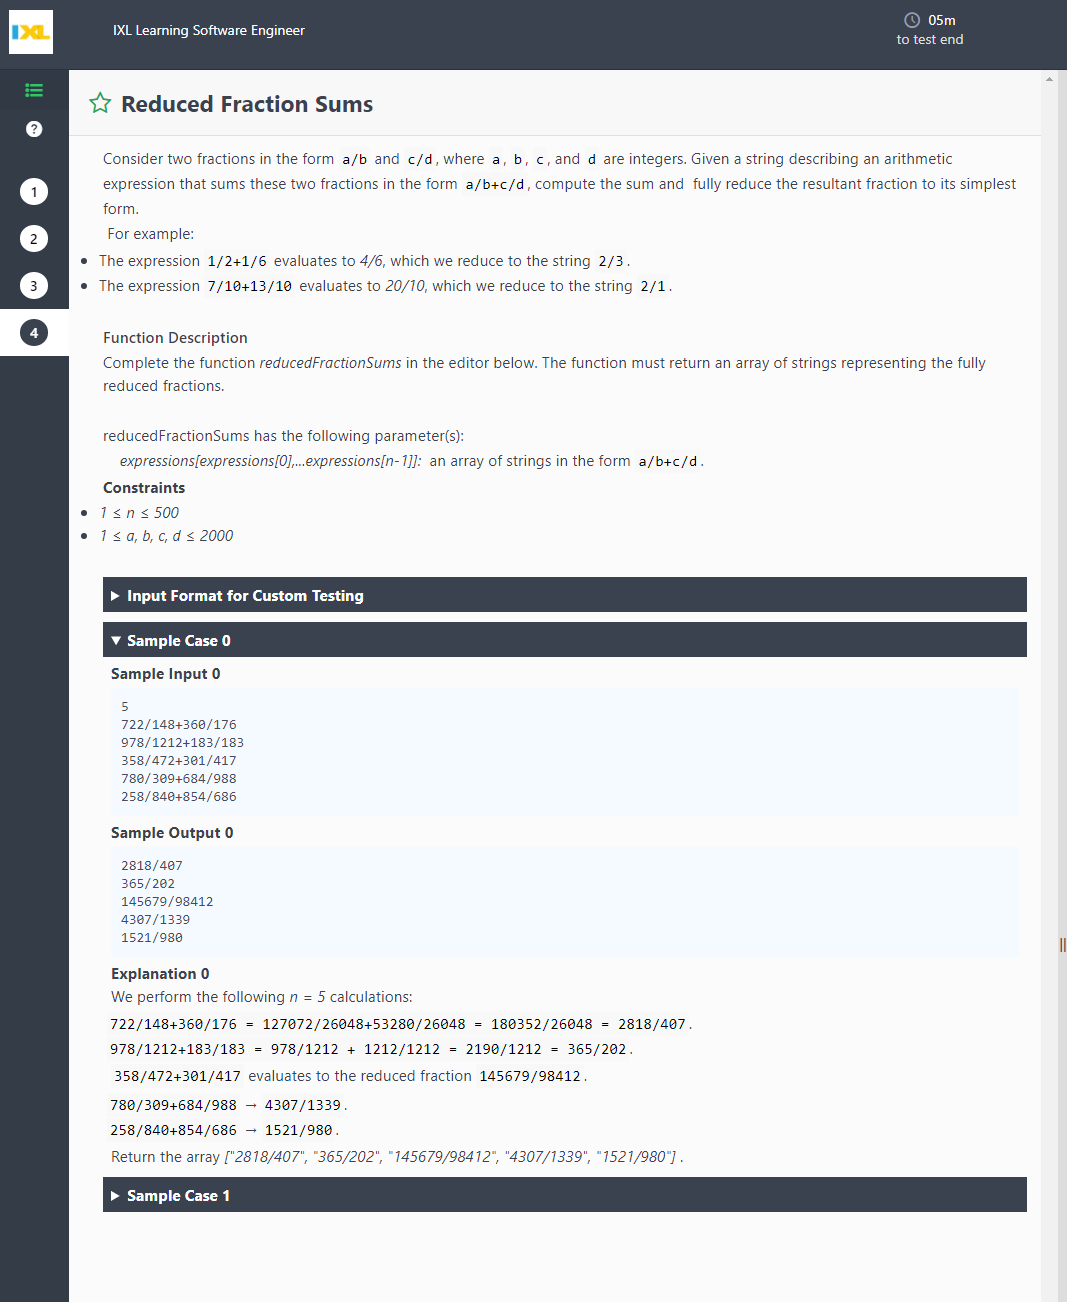 IXL
IXL Learning Software Engineer
05m
to test end
?
1
2
3
4
Reduced Fraction Sums
Consider two fractions in the form a/b and c/d, where a, b, c, and d are integers. Given a string describing an arithmetic
expression that sums these two fractions in the form a/b+c/d, compute the sum and fully reduce the resultant fraction to its simplest
form.
For example:
• The expression 1/2+1/6 evaluates to 4/6, which we reduce to the string 2/3.
• The expression 7/10+13/10 evaluates to 20/10, which we reduce to the string 2/1.
Function Description
Complete the function reducedFractionSums in the editor below. The function must return an array of strings representing the fully
reduced fractions.
reducedFractionSums has the following parameter(s):
expressions[expressions[0],...expressions[n-1]]: an array of strings in the form a/b+c/d.
Constraints
• 1 ≤ n ≤ 500
• 1 ≤ a, b, c, d ≤ 2000
Input Format for Custom Testing
Sample Case 0
Sample Input 0
5
722/148+360/176
978/1212+183/183
358/472+301/417
780/309+684/988
258/840+854/686
Sample Output 0
2818/407
365/202
145679/98412
4307/1339
1521/980
Explanation 0
We perform the following n = 5 calculations:
722/148+360/176 = 127072/26048+53280/26048 = 180352/26048 = 2818/407.
978/1212+183/183 = 978/1212 + 1212/1212 = 2190/1212 = 365/202.
358/472+301/417 evaluates to the reduced fraction 145679/98412.
780/309+684/988 → 4307/1339.
258/840+854/686 → 1521/980.
Return the array ["2818/407", "365/202", "145679/98412", "4307/1339", "1521/980"] .
Sample Case 1